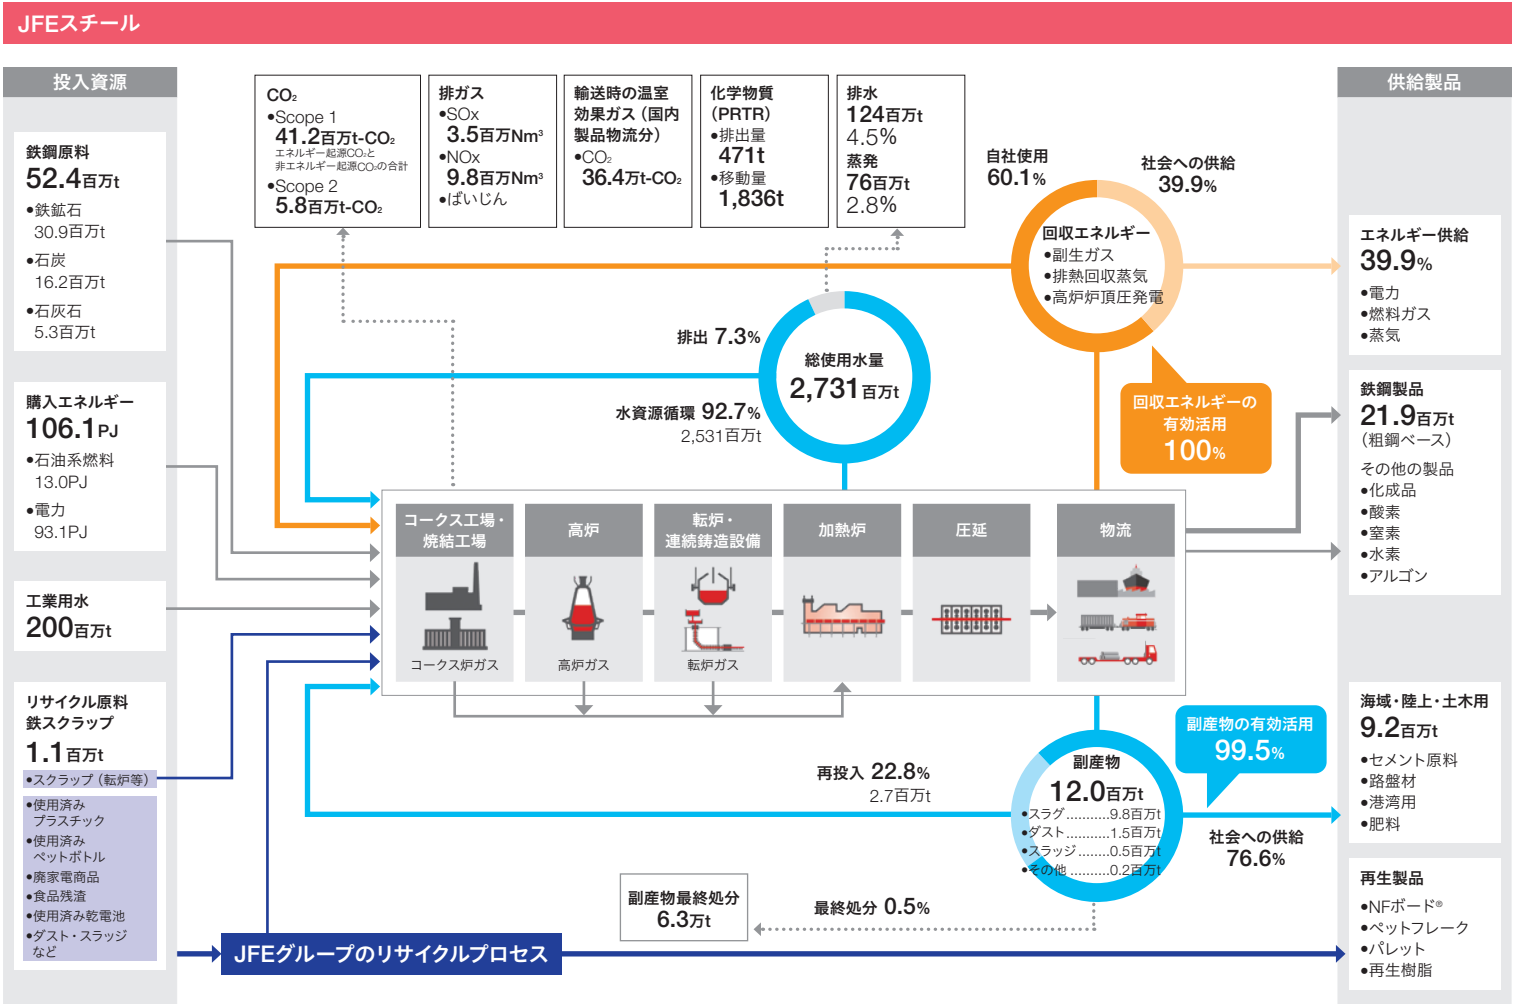 JFEスチール
投入資源
鉄鋼原料
52.4百万t
●鉄鉱石
30.9百万t
●石炭
16.2百万t
●石灰石
5.3百万t
購入エネルギー
106.1PJ
●石油系燃料
13.0PJ
●電力
93.1PJ
工業用水
200百万t
リサイクル原料
鉄スクラップ
1.1百万t
●スクラップ（転炉等）
●使用済み
プラスチック
●使用済み
ペットボトル
●廃家電商品
●食品残渣
●使用済み乾電池
●ダスト・スラッジ
など
CO₂
●Scope 1
41.2百万t-CO₂
エネルギー起源CO₂と
非エネルギー起源CO₂の合計
●Scope 2
5.8百万t-CO₂
排ガス
●SOx
3.5百万Nm³
●NOx
9.8百万Nm³
●ばいじん
輸送時の温室
効果ガス（国内
製品物流分）
●CO₂
36.4万t-CO₂
化学物質
（PRTR）
●排出量
471t
●移動量
1,836t
排水
124百万t
4.5%
蒸発
76百万t
2.8%
自社使用
60.1%
社会への供給
39.9%
回収エネルギー
●副生ガス
●排熱回収蒸気
●高炉炉頂圧発電
回収エネルギーの
有効活用
100%
排出 7.3%
総使用水量
2,731百万t
水資源循環 92.7%
2,531百万t
コークス工場・
焼結工場
コークス炉ガス
高炉
高炉ガス
転炉・
連続鋳造設備
転炉ガス
加熱炉
圧延
物流
副産物の有効活用
99.5%
副産物
12.0百万t
●スラグ..........9.8百万t
●ダスト..........1.5百万t
●スラッジ.......0.5百万t
●その他.........0.2百万t
再投入 22.8%
2.7百万t
社会への供給
76.6%
最終処分 0.5%
副産物最終処分
6.3万t
JFEグループのリサイクルプロセス
供給製品
エネルギー供給
39.9%
●電力
●燃料ガス
●蒸気
鉄鋼製品
21.9百万t
（粗鋼ベース）
その他の製品
●化成品
●酸素
●窒素
●水素
●アルゴン
海域・陸上・土木用
9.2百万t
●セメント原料
●路盤材
●港湾用
●肥料
再生製品
●NFボード®
●ペットフレーク
●パレット
●再生樹脂